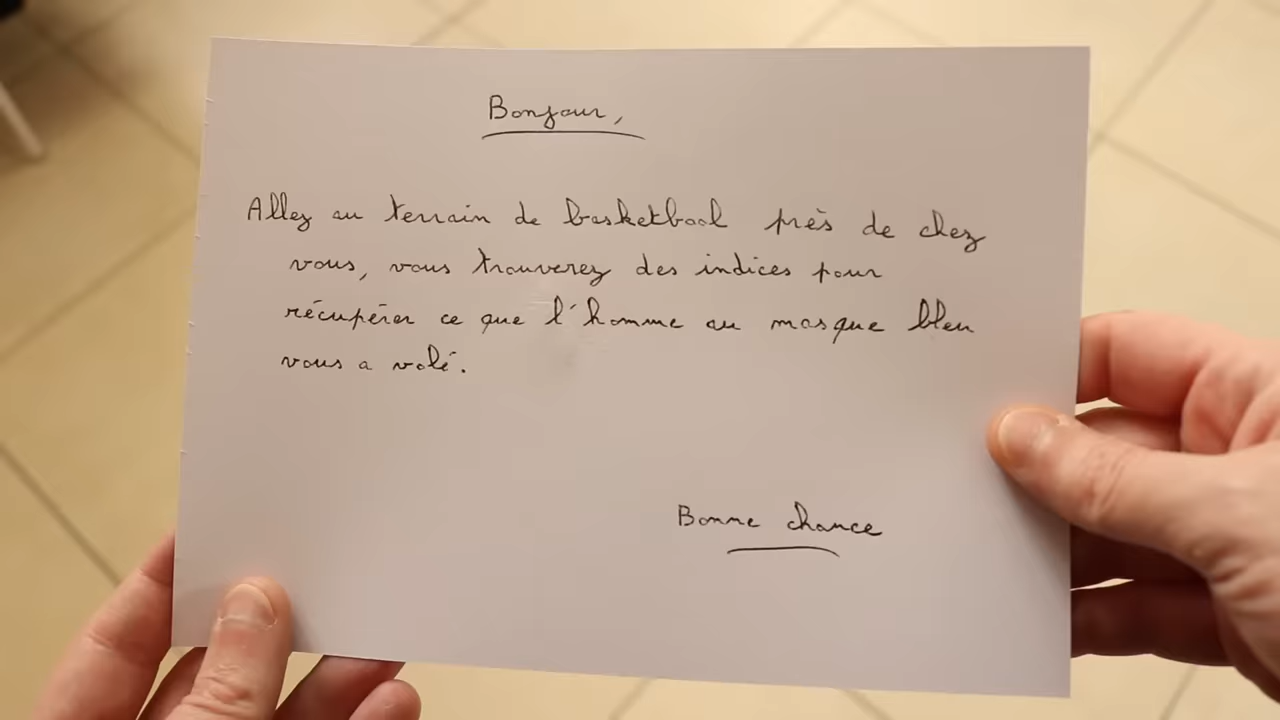 Bonjour,
Allez au terrain de basketbal près de chez
vous, vous trouverez des indices pour
récupérer ce que l'homme au masque bleu
vous a volé.
Bonne chance